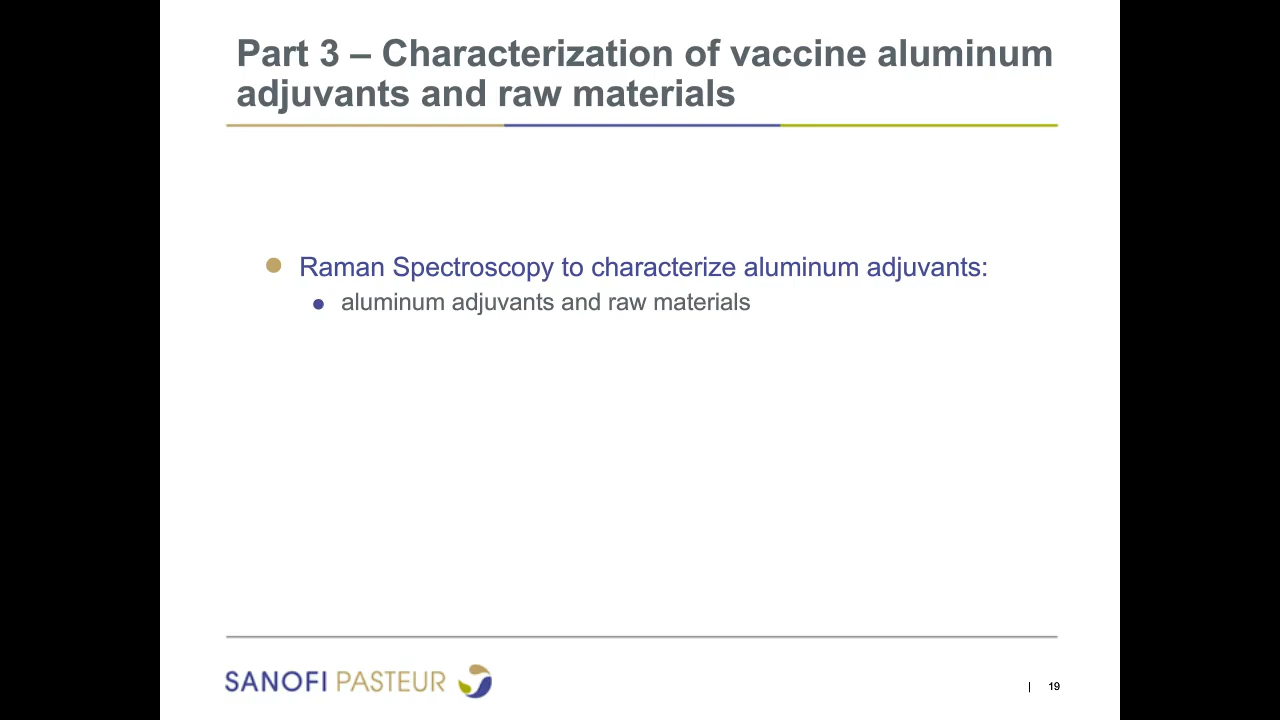 Part 3 – Characterization of vaccine aluminum
adjuvants and raw materials
Raman Spectroscopy to characterize aluminum adjuvants:
aluminum adjuvants and raw materials
SANOFI PASTEUR
| 19